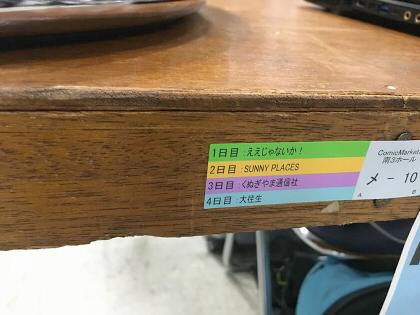 1日目:ええじゃないか!
2日目:SUNNY PLACES
3日目:くぬぎやま通信社
4日目:大往生
ComicMarket
南3ホール
メ - 10
A
B